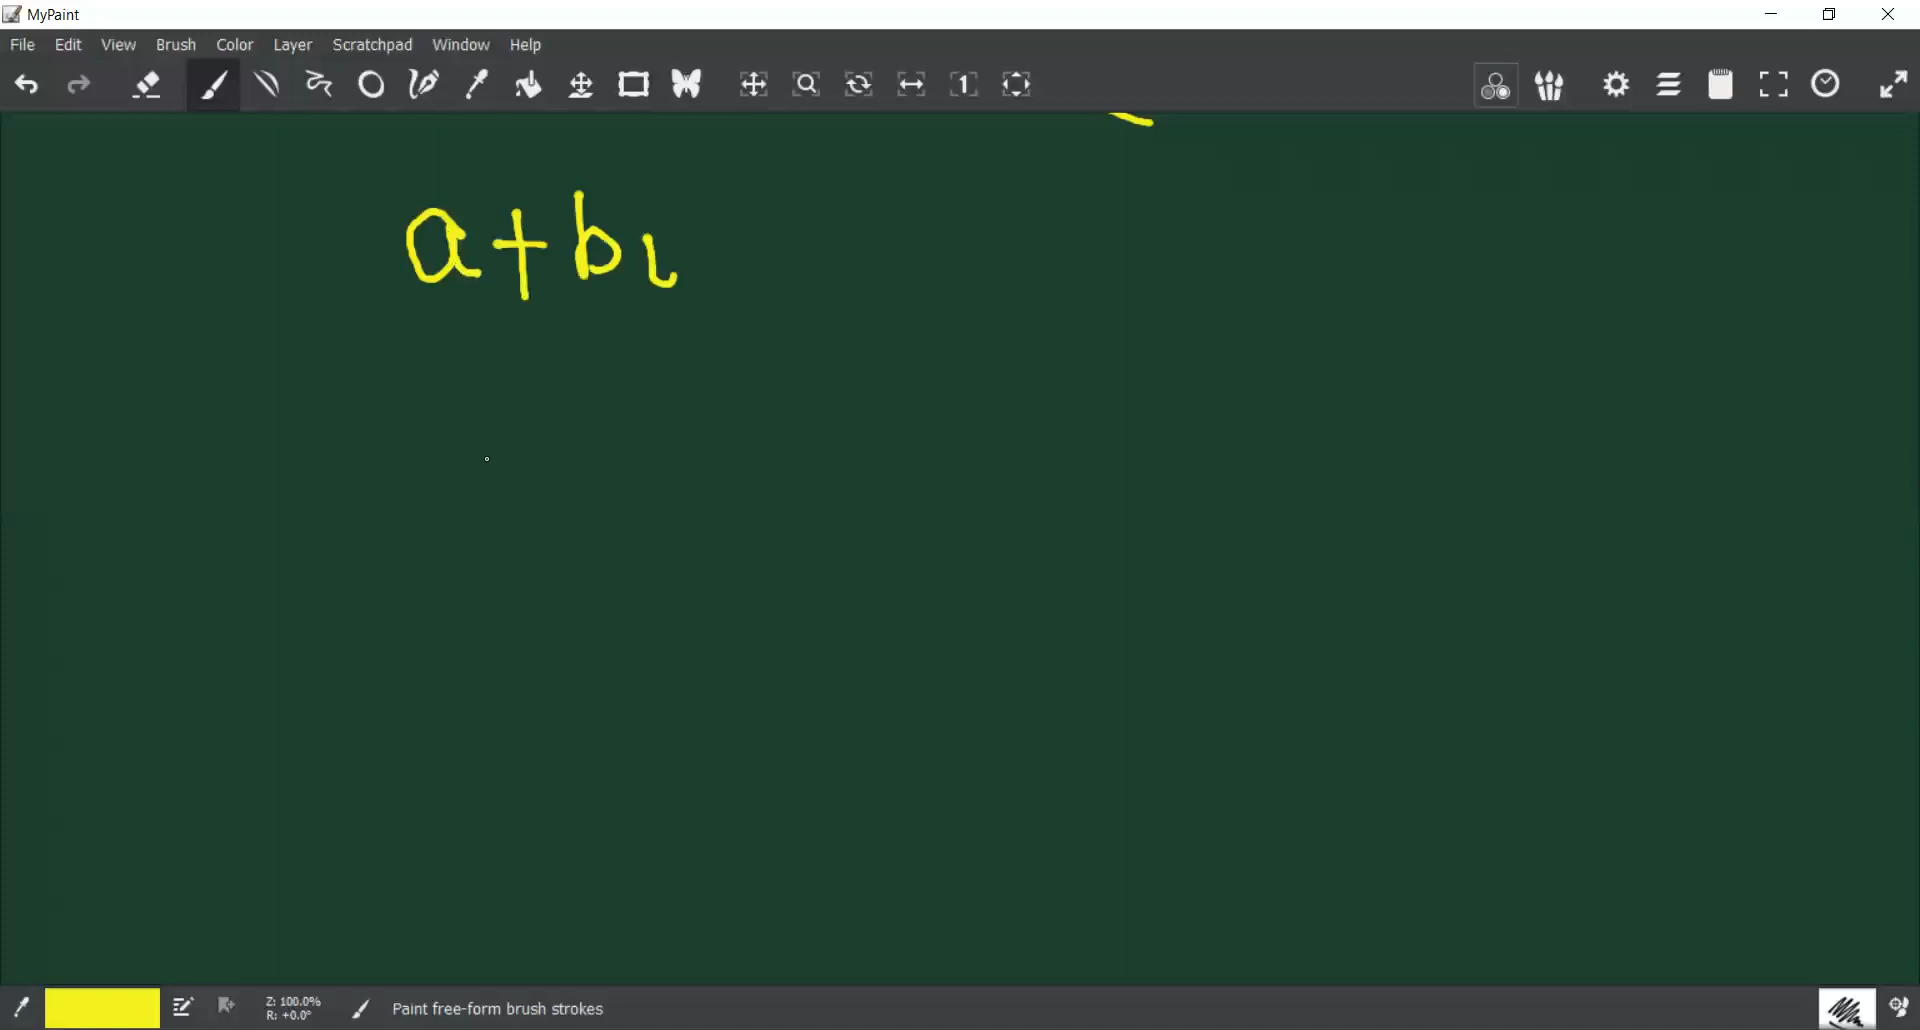 MyPaint
File Edit View Brush Color Layer Scratchpad Window Help
1
a+bi
Z: 100.0%
R: +0.0°
Paint free-form brush strokes